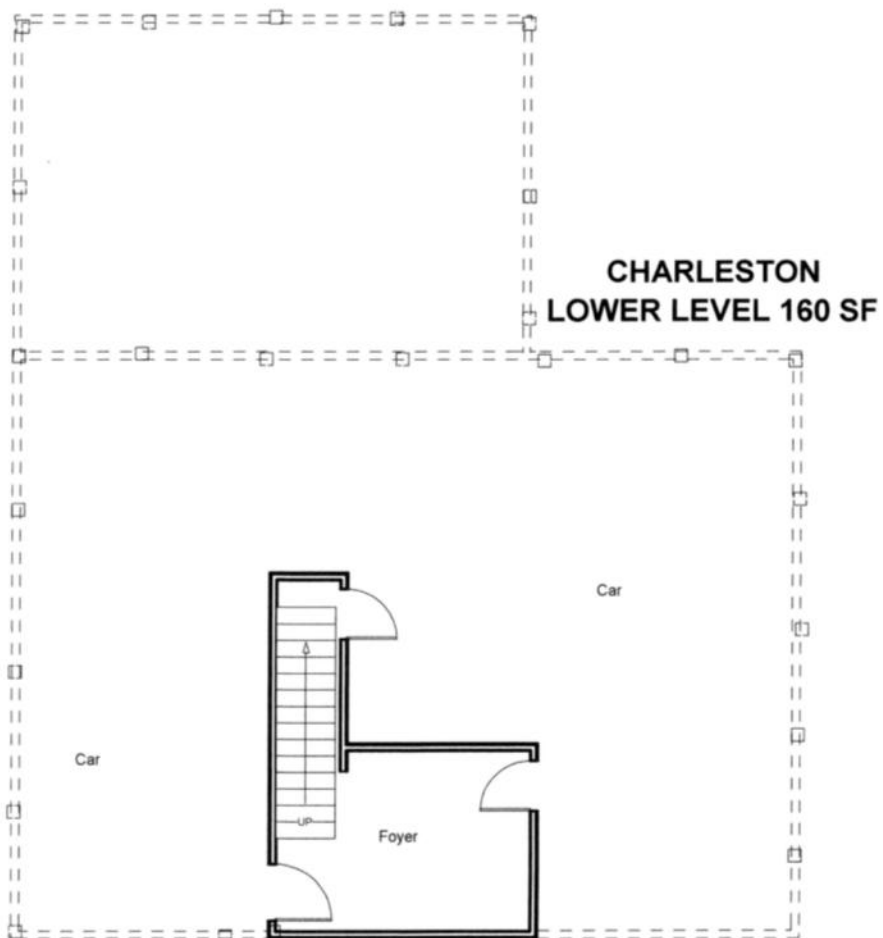 CHARLESTON
LOWER LEVEL 160 SF
Car
Car
UP
Foyer